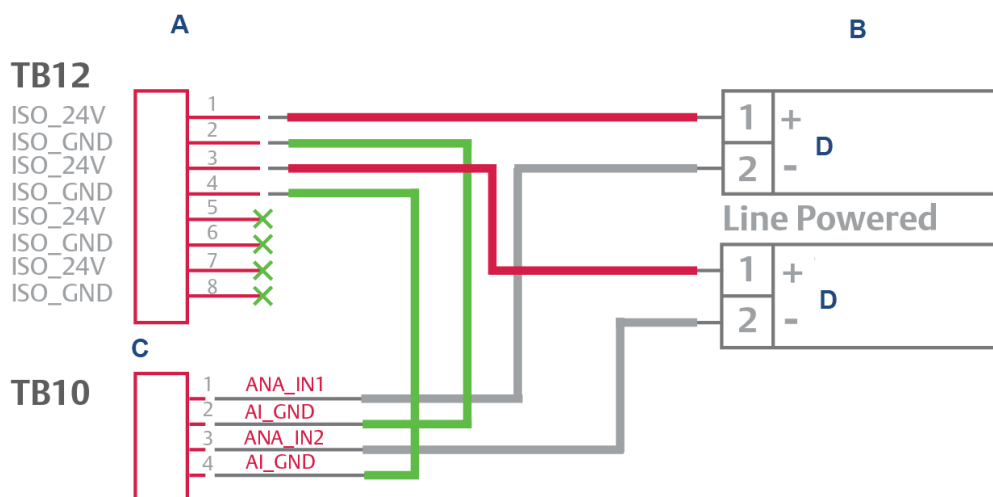 A
B
TB12
ISO_24V 1
ISO_GND 2
ISO_24V 3
ISO_GND 4
ISO_24V 5
ISO_GND 6
ISO_24V 7
ISO_GND 8
1 +
D
2 -
Line Powered
1 +
D
2 -
C
TB10
1 ANA_IN1
2 AI_GND
3 ANA_IN2
4 AI_GND